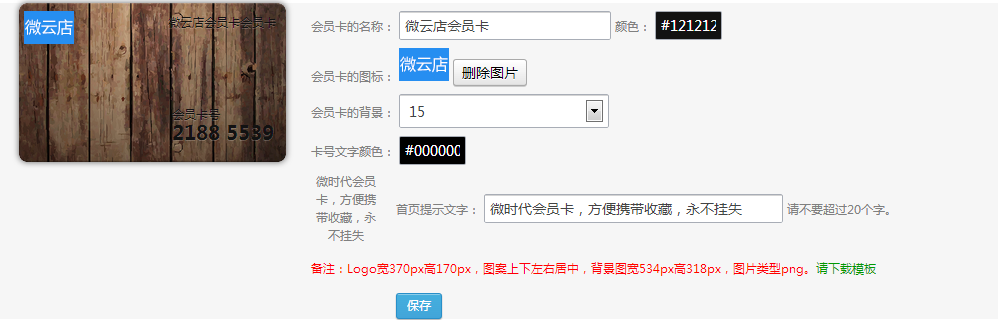 微云店
微云店会员卡会员卡
会员卡号
2188 5539
会员卡的名称： 微云店会员卡 颜色： #121212
会员卡的图标： 微云店 删除图片
会员卡的背景： 15
卡号文字颜色： #000000
微时代会员
卡，方便携
带收藏，永
不挂失
首页提示文字： 微时代会员卡，方便携带收藏，永不挂失 请不要超过20个字。
备注：Logo宽370px高170px，图案上下左右居中，背景图宽534px高318px，图片类型png。请下载模板
保存